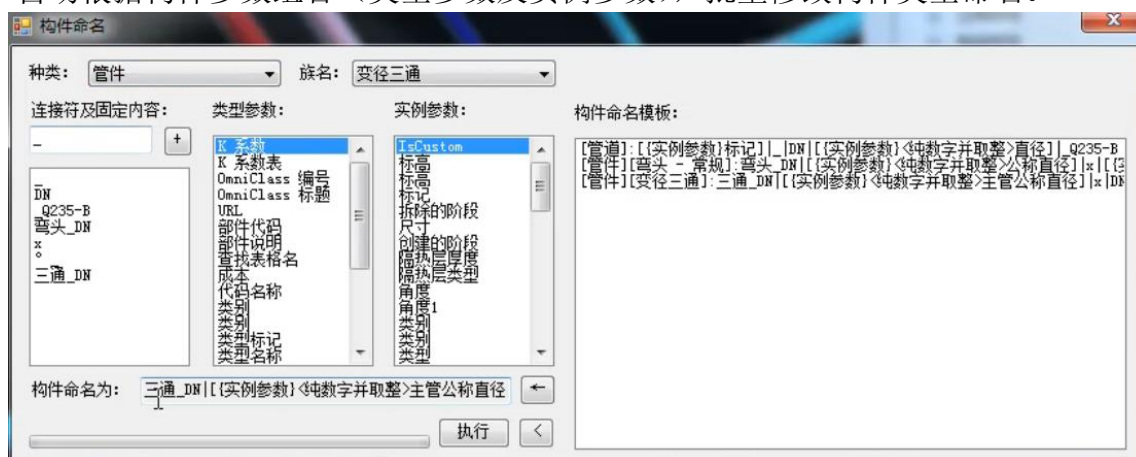 构件命名
种类: 管件 族名: 变径三通
连接符及固定内容: 类型参数: 实例参数: 构件命名模板:
_ +
_
DN
_Q235-B
弯头_DN
x
°
三通_DN
K 系数
K 系数表
OmniClass 编号
OmniClass 标题
URL
部件代码
部件说明
查找表格名
成本
代码名称
类别
类别
类型标记
类型名称
IsCustom
标高
标高
标记
拆除的阶段
尺寸
创建的阶段
隔热层厚度
隔热层类型
角度
角度1
类别
类别
类型
[管道]:[{实例参数}标记]|_|DN|[{实例参数}<纯数字并取整>直径]|_Q235-B
[管件][弯头 - 常规]:弯头_DN|[{实例参数}<纯数字并取整>公称直径]|x|[{
[管件][变径三通]:三通_DN|[{实例参数}<纯数字并取整>主管公称直径]|x|DN
构件命名为: 三通_DN|[{实例参数}<纯数字并取整>主管公称直径 ←
执行 <